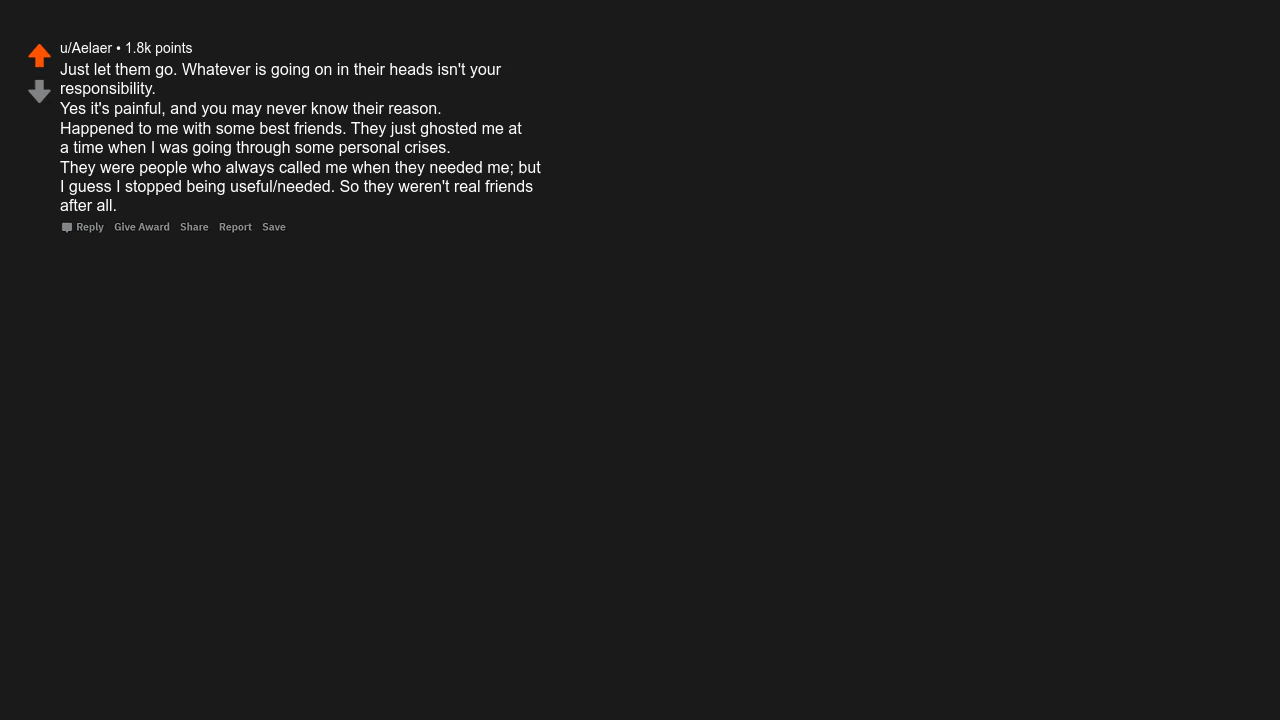 u/Aelaer • 1.8k points
Just let them go. Whatever is going on in their heads isn't your
responsibility.
Yes it's painful, and you may never know their reason.
Happened to me with some best friends. They just ghosted me at
a time when I was going through some personal crises.
They were people who always called me when they needed me; but
I guess I stopped being useful/needed. So they weren't real friends
after all.
Reply Give Award Share Report Save